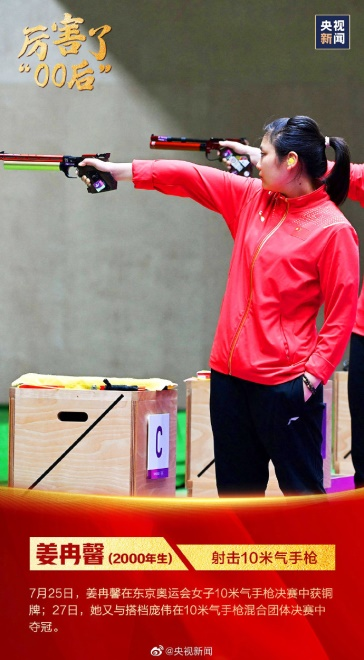 厉害了
“00后”
央视
新闻
C
姜冉馨 (2000年生)
射击10米气手枪
7月25日，姜冉馨在东京奥运会女子10米气手枪决赛中获铜
牌；27日，她又与搭档庞伟在10米气手枪混合团体决赛中
夺冠。
@央视新闻